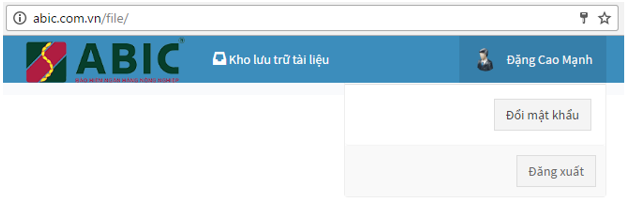 abic.com.vn/file/
ABIC
Kho lưu trữ tài liệu
Đặng Cao Mạnh
Đổi mật khẩu
Đăng xuất